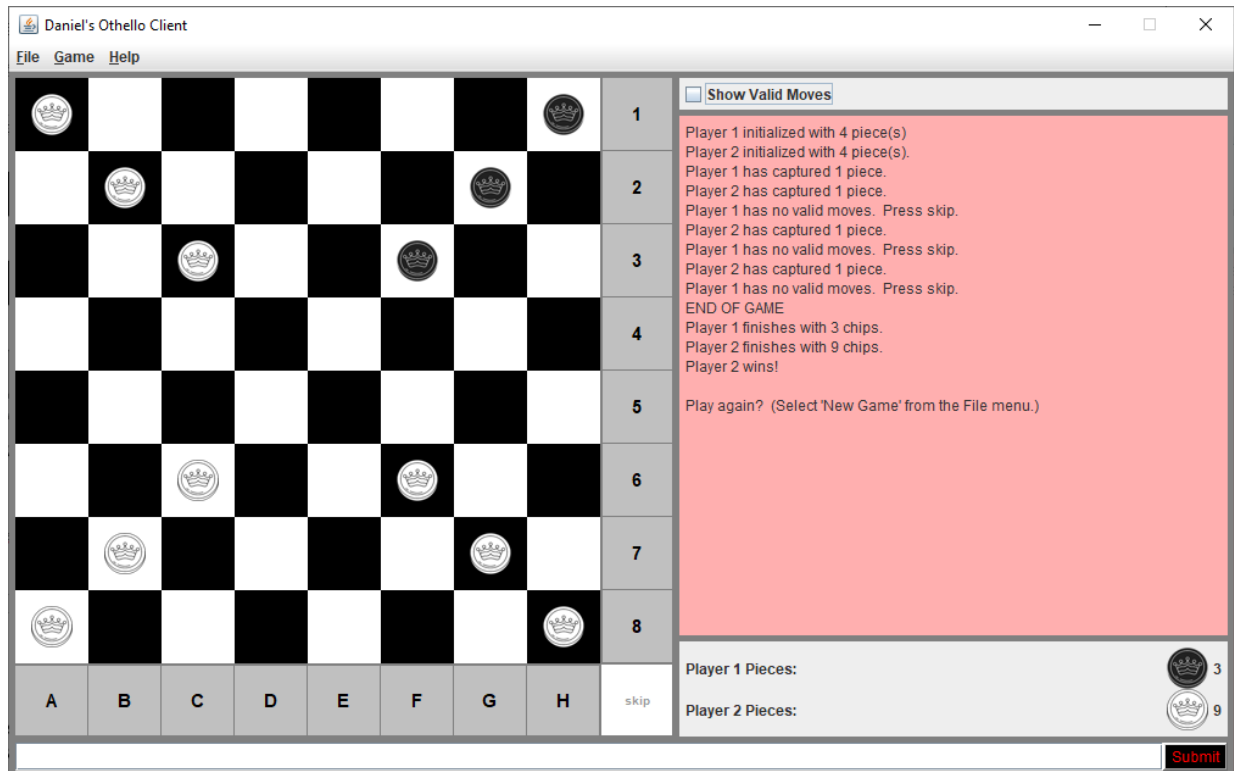 Daniel's Othello Client
File Game Help
1
2
3
4
5
6
7
8
A B C D E F G H skip
Show Valid Moves
Player 1 initialized with 4 piece(s)
Player 2 initialized with 4 piece(s).
Player 1 has captured 1 piece.
Player 2 has captured 1 piece.
Player 1 has no valid moves.  Press skip.
Player 2 has captured 1 piece.
Player 1 has no valid moves.  Press skip.
Player 2 has captured 1 piece.
Player 1 has no valid moves.  Press skip.
END OF GAME
Player 1 finishes with 3 chips.
Player 2 finishes with 9 chips.
Player 2 wins!
Play again?  (Select 'New Game' from the File menu.)
Player 1 Pieces: 3
Player 2 Pieces: 9
Submit